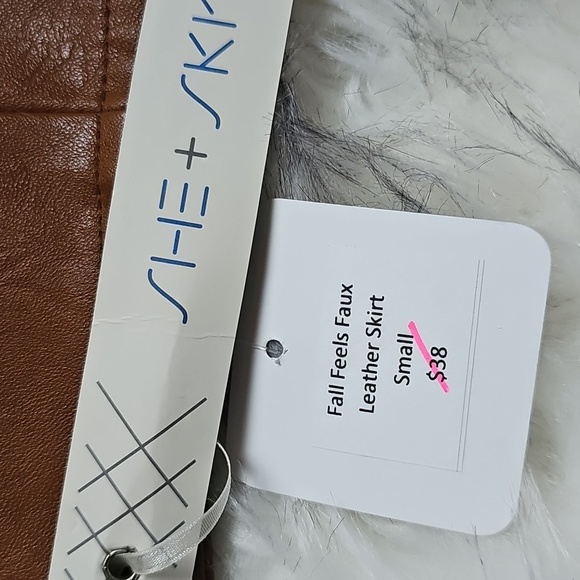 SHE + SKY
Fall Feels Faux
Leather Skirt
Small
$38